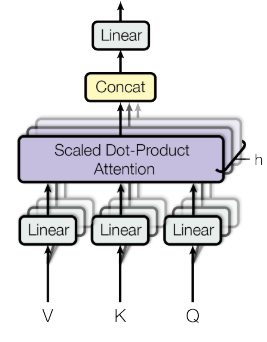 Linear
Concat
Scaled Dot-Product
Attention
h
Linear Linear Linear
V K Q